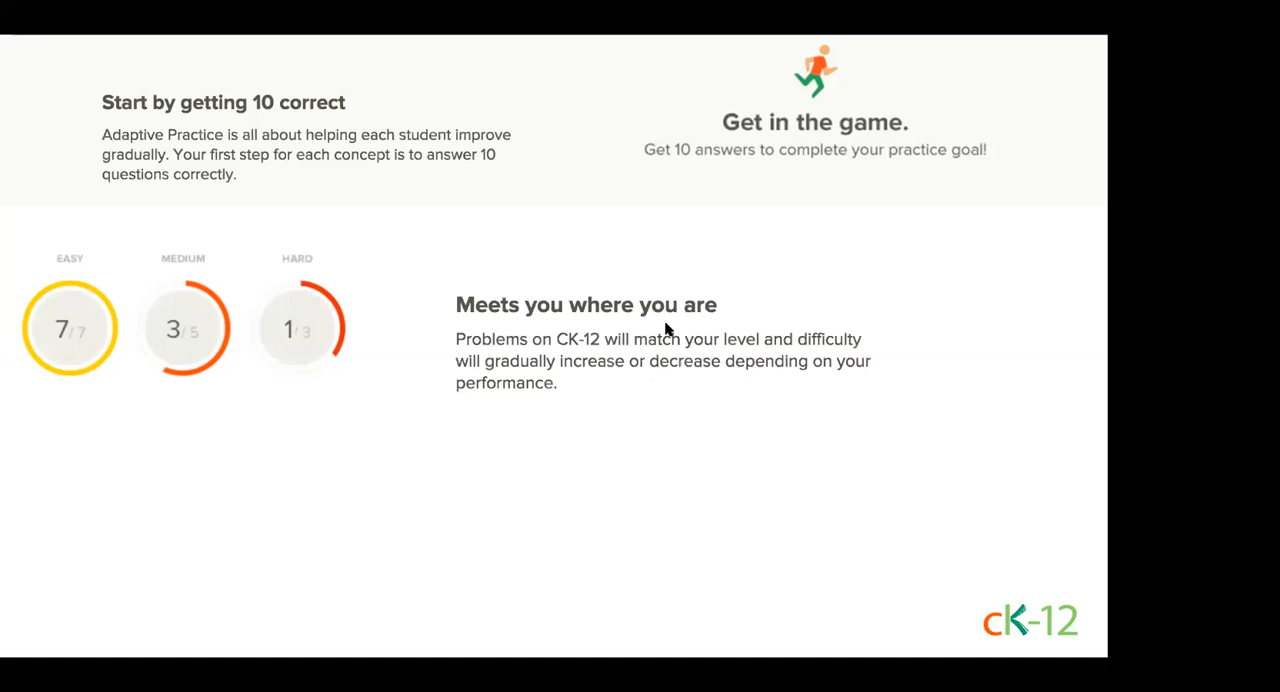 Start by getting 10 correct
Adaptive Practice is all about helping each student improve
gradually. Your first step for each concept is to answer 10
questions correctly.
Get in the game.
Get 10 answers to complete your practice goal!
EASY MEDIUM HARD
7/7 3/5 1/3
Meets you where you are
Problems on CK-12 will match your level and difficulty
will gradually increase or decrease depending on your
performance.
cK-12